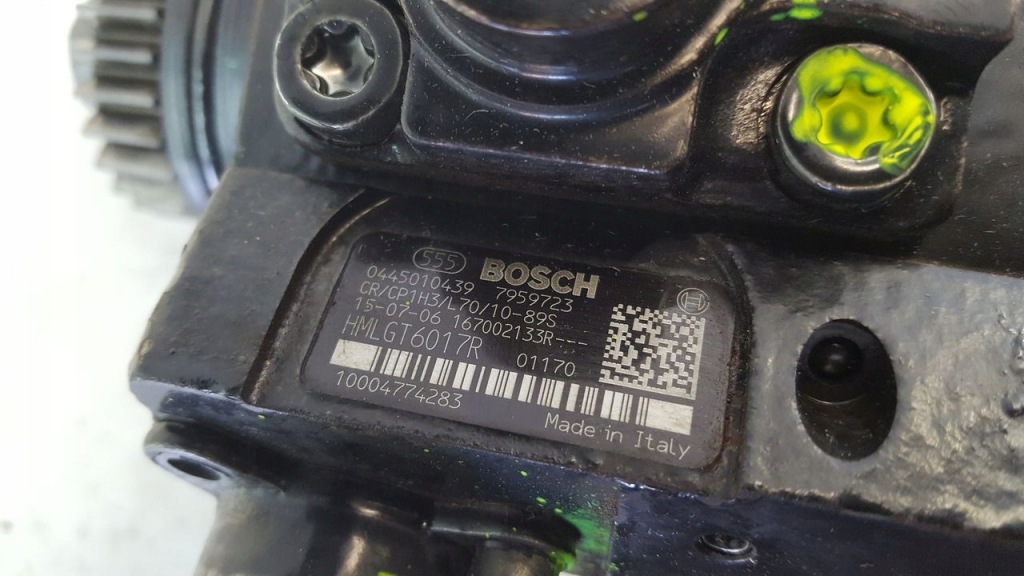 555 BOSCH
0445010439 7959723
CR/CP1H3/L70/10-89S
15-07-06 167002133R---
HMLGT6017R 01170
10004774283
Made in Italy